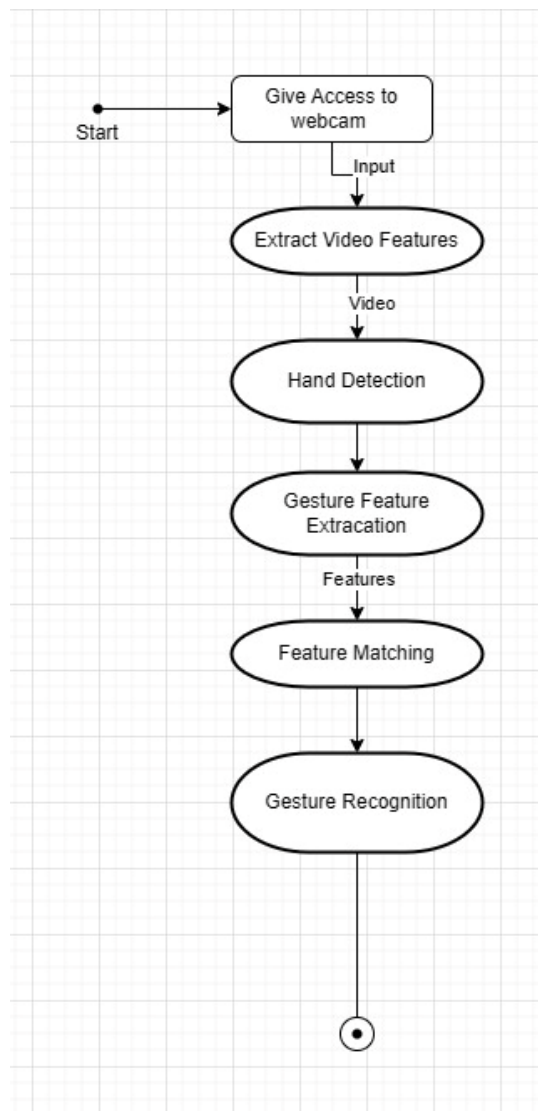 Start
Give Access to
webcam
Input
Extract Video Features
Video
Hand Detection
Gesture Feature
Extracation
Features
Feature Matching
Gesture Recognition